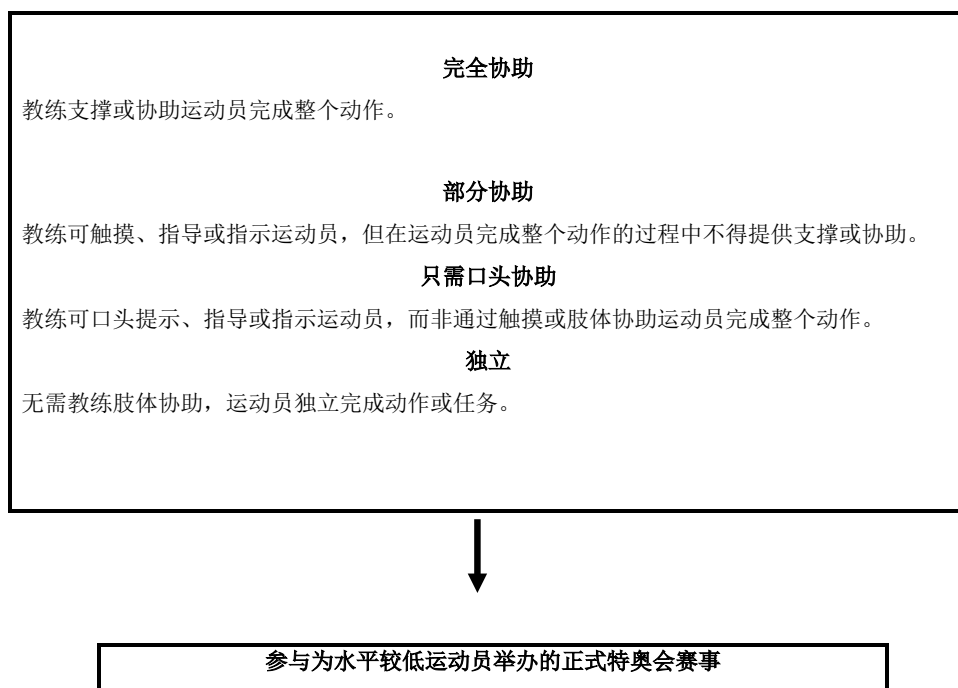 完全协助
教练支撑或协助运动员完成整个动作。
部分协助
教练可触摸、指导或指示运动员，但在运动员完成整个动作的过程中不得提供支撑或协助。
只需口头协助
教练可口头提示、指导或指示运动员，而非通过触摸或肢体协助运动员完成整个动作。
独立
无需教练肢体协助，运动员独立完成动作或任务。
参与为水平较低运动员举办的正式特奥会赛事